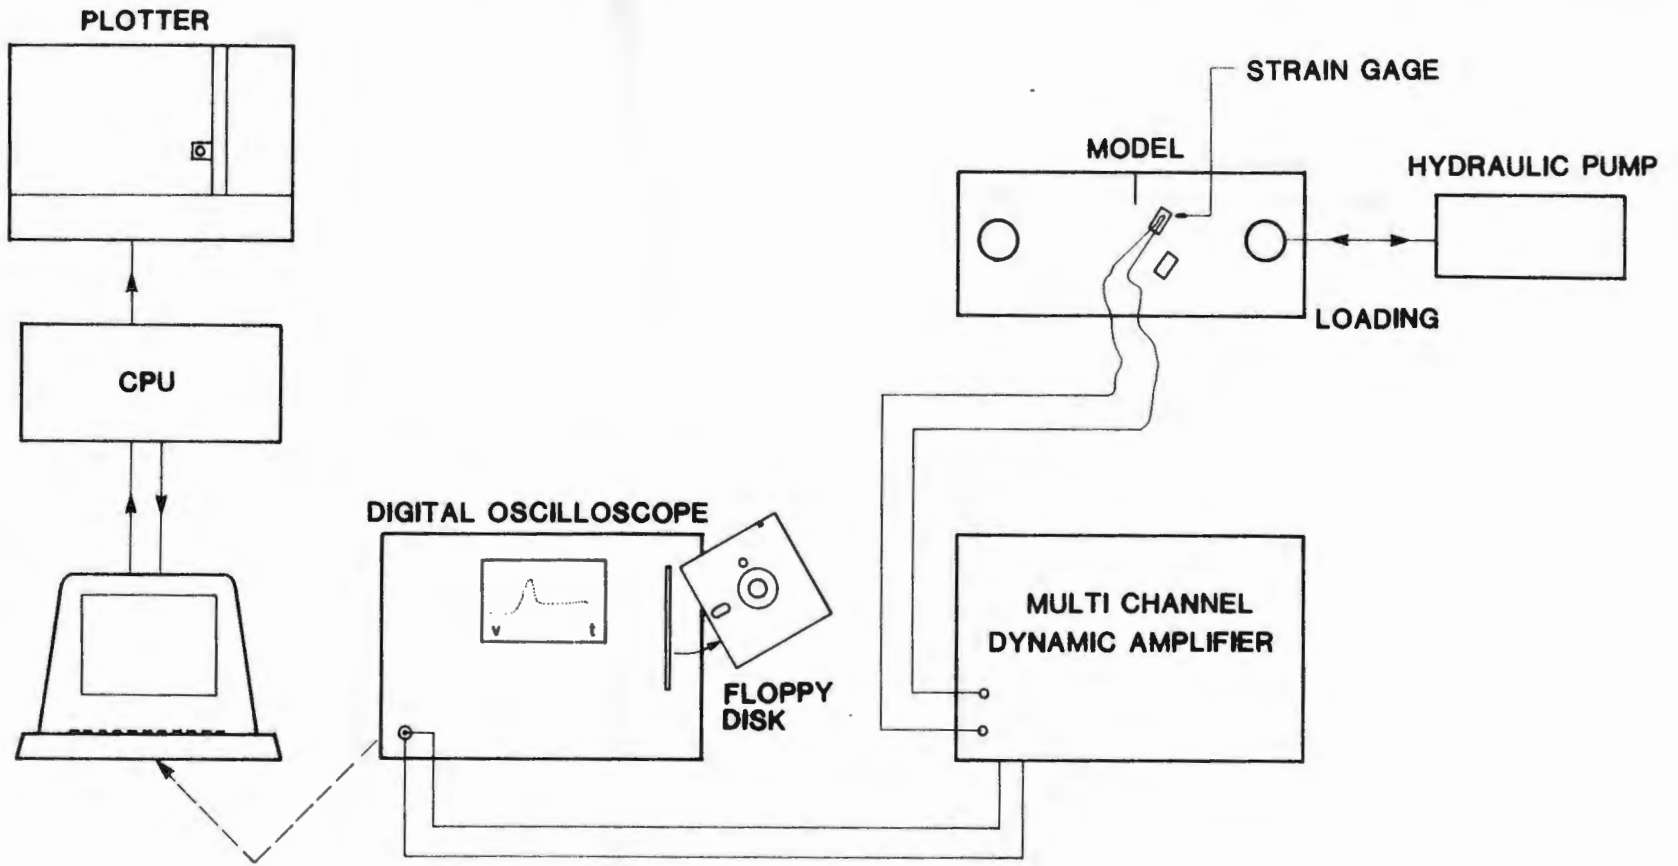 PLOTTER
STRAIN GAGE
MODEL
HYDRAULIC PUMP
LOADING
CPU
DIGITAL OSCILLOSCOPE
v t
FLOPPY
DISK
MULTI CHANNEL
DYNAMIC AMPLIFIER